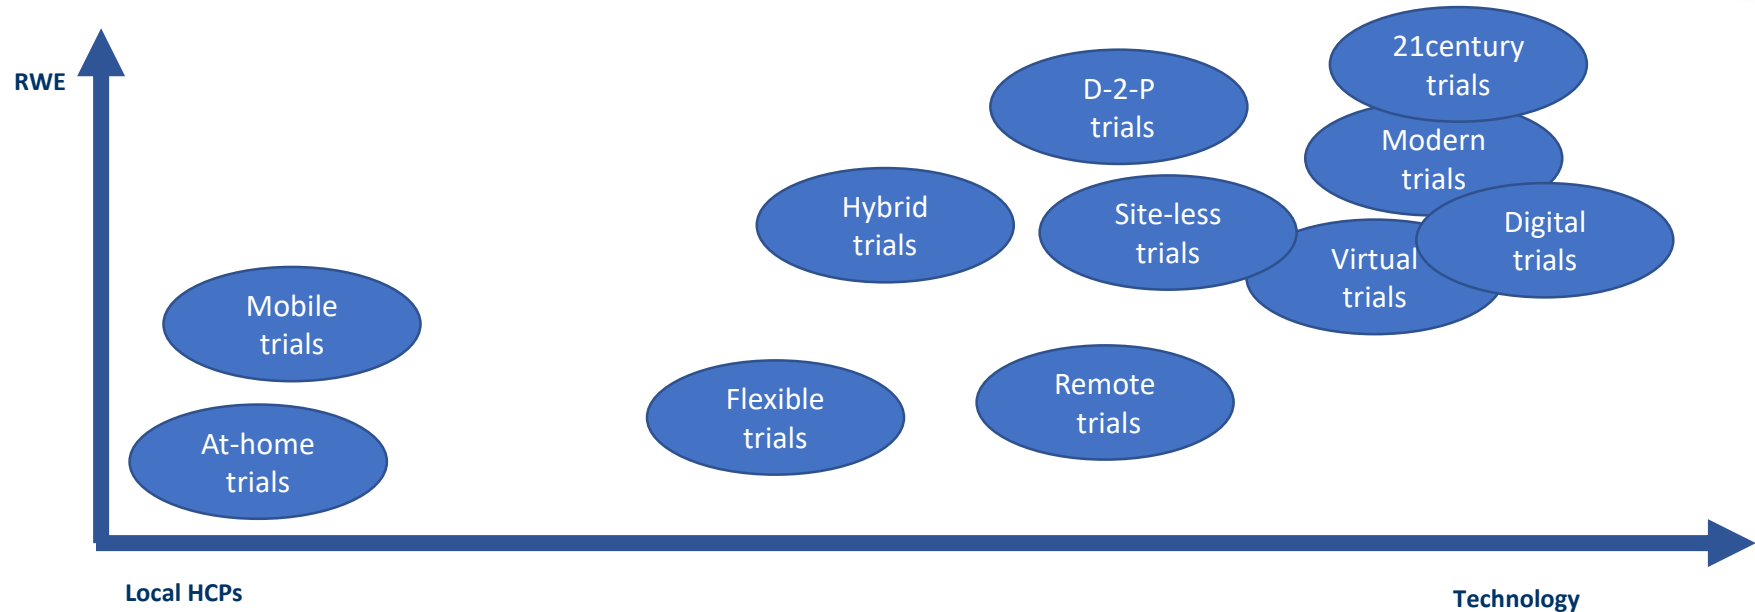 RWE
21century
trials
D-2-P
trials
Modern
trials
Hybrid
trials
Site-less
trials
Digital
trials
Virtual
trials
Mobile
trials
Flexible
trials
Remote
trials
At-home
trials
Local HCPs
Technology